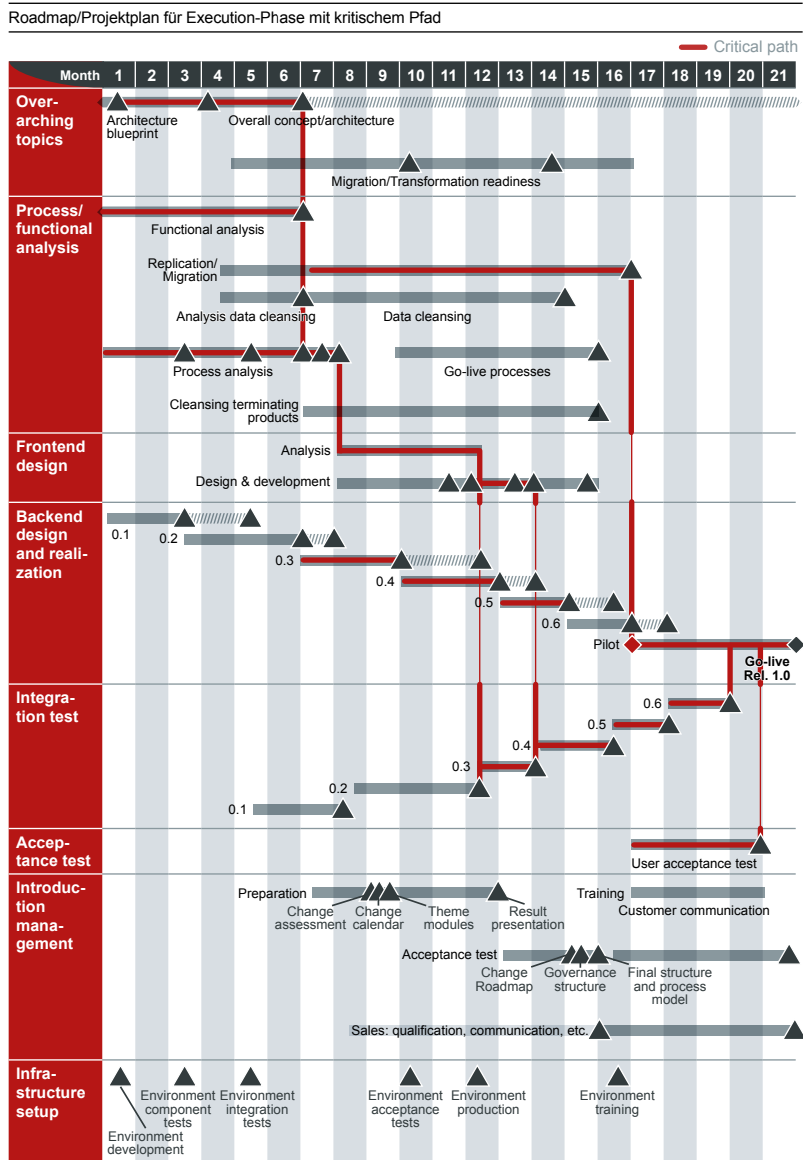 Roadmap/Projektplan für Execution-Phase mit kritischem Pfad
Critical path
Month 1 2 3 4 5 6 7 8 9 10 11 12 13 14 15 16 17 18 19 20 21
Over-
arching
topics
Architecture
blueprint
Overall concept/architecture
Migration/Transformation readiness
Process/
functional
analysis
Functional analysis
Replication/
Migration
Analysis data cleansing
Data cleansing
Process analysis
Go-live processes
Cleansing terminating
products
Frontend
design
Analysis
Design & development
Backend
design
and reali-
zation
0.1
0.2
0.3
0.4
0.5
0.6
Pilot
Go-live
Rel. 1.0
Integra-
tion test
0.6
0.5
0.4
0.3
0.2
0.1
Accep-
tance test
User acceptance test
Introduc-
tion
mana-
gement
Preparation
Change
assessment
Change
calendar
Theme
modules
Result
presentation
Training
Customer communication
Acceptance test
Change
Roadmap
Governance
structure
Final structure
and process
model
Sales: qualification, communication, etc.
Infra-
structure
setup
Environment
development
Environment
component
tests
Environment
integration
tests
Environment
acceptance
tests
Environment
production
Environment
training